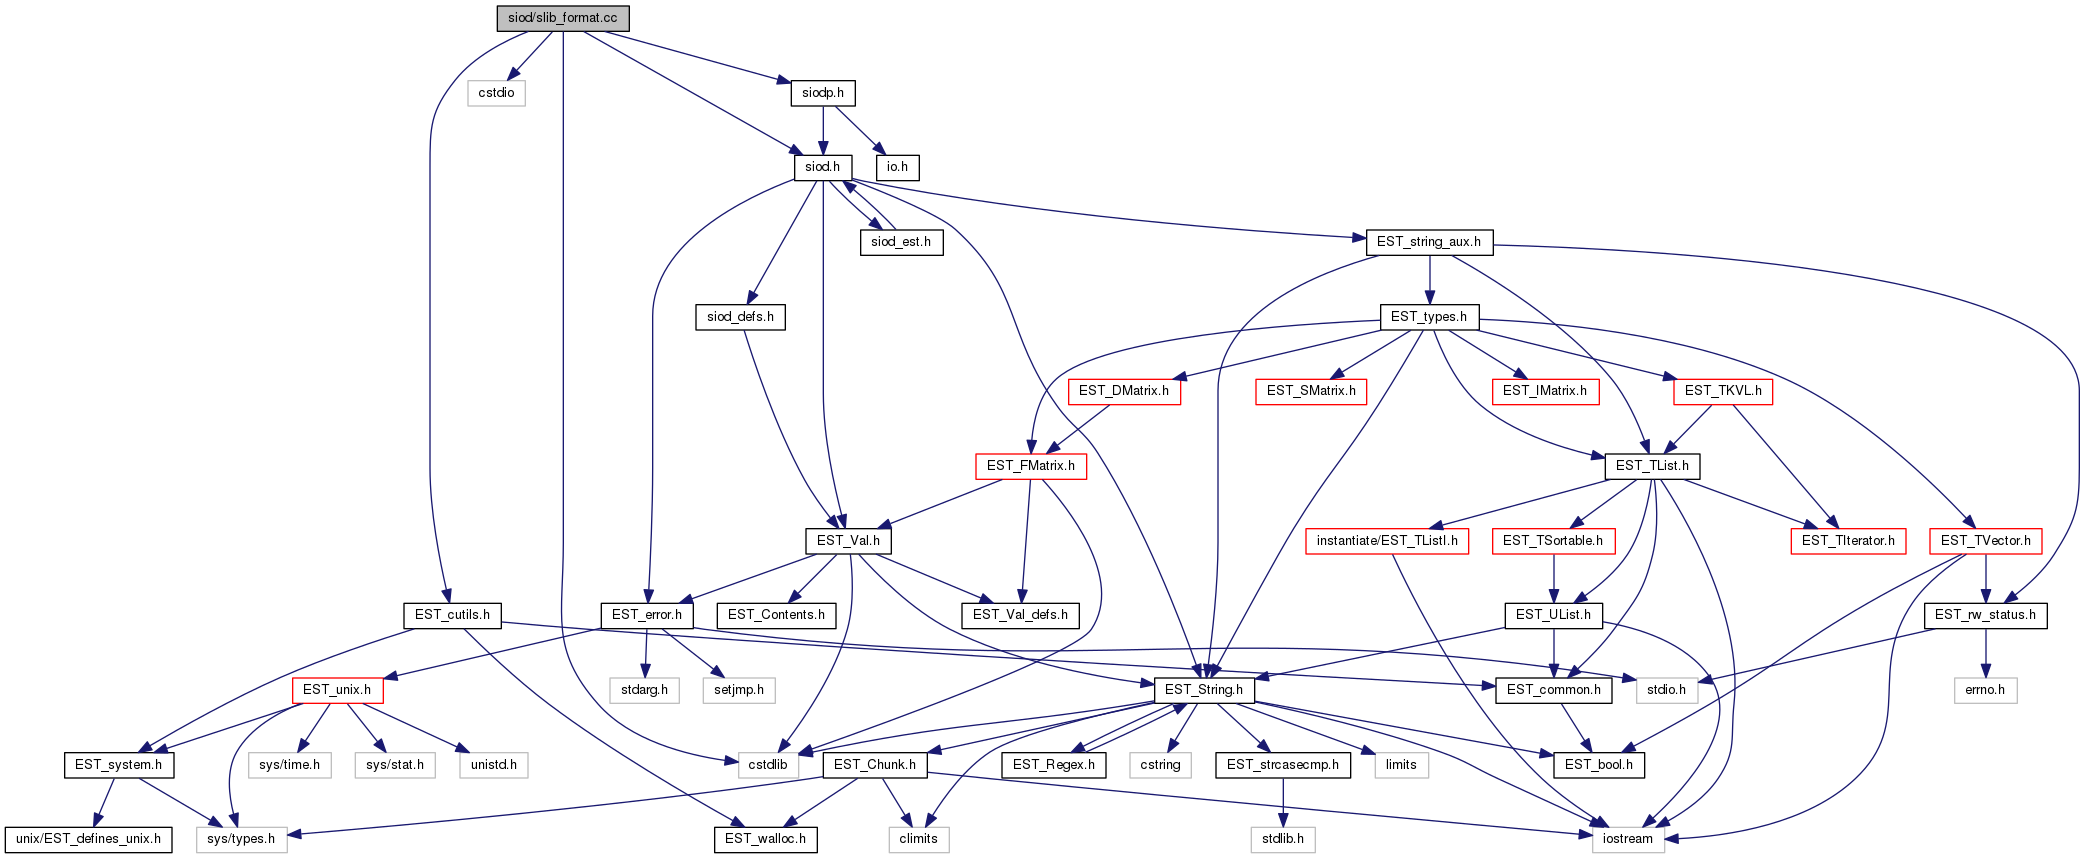 siod/slib_format.cc
cstdio
siodp.h
siod.h
io.h
siod_est.h
EST_string_aux.h
siod_defs.h
EST_types.h
EST_DMatrix.h
EST_SMatrix.h
EST_IMatrix.h
EST_TKVL.h
EST_FMatrix.h
EST_TList.h
EST_Val.h
instantiate/EST_TListI.h
EST_TSortable.h
EST_TIterator.h
EST_TVector.h
EST_cutils.h
EST_error.h
EST_Contents.h
EST_Val_defs.h
EST_UList.h
EST_rw_status.h
EST_unix.h
stdarg.h
setjmp.h
EST_String.h
EST_common.h
stdio.h
errno.h
EST_system.h
sys/time.h
sys/stat.h
unistd.h
cstdlib
EST_Chunk.h
EST_Regex.h
cstring
EST_strcasecmp.h
limits
EST_bool.h
unix/EST_defines_unix.h
sys/types.h
EST_walloc.h
climits
stdlib.h
iostream